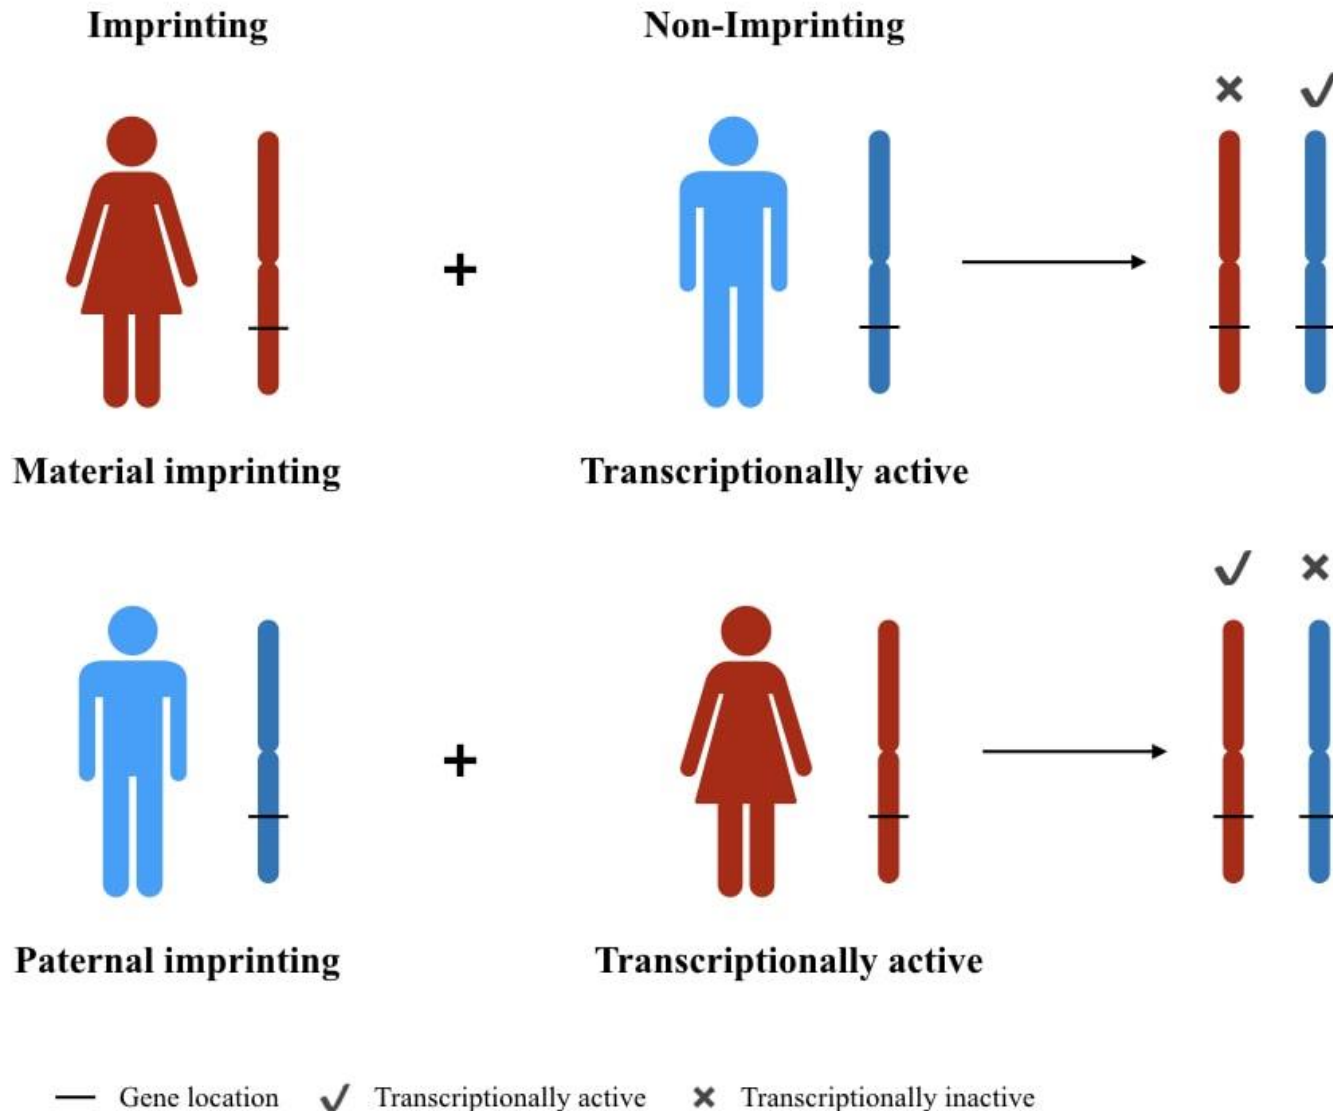 Imprinting
Non-Imprinting
Material imprinting
Transcriptionally active
Paternal imprinting
Transcriptionally active
Gene location
Transcriptionally active
Transcriptionally inactive